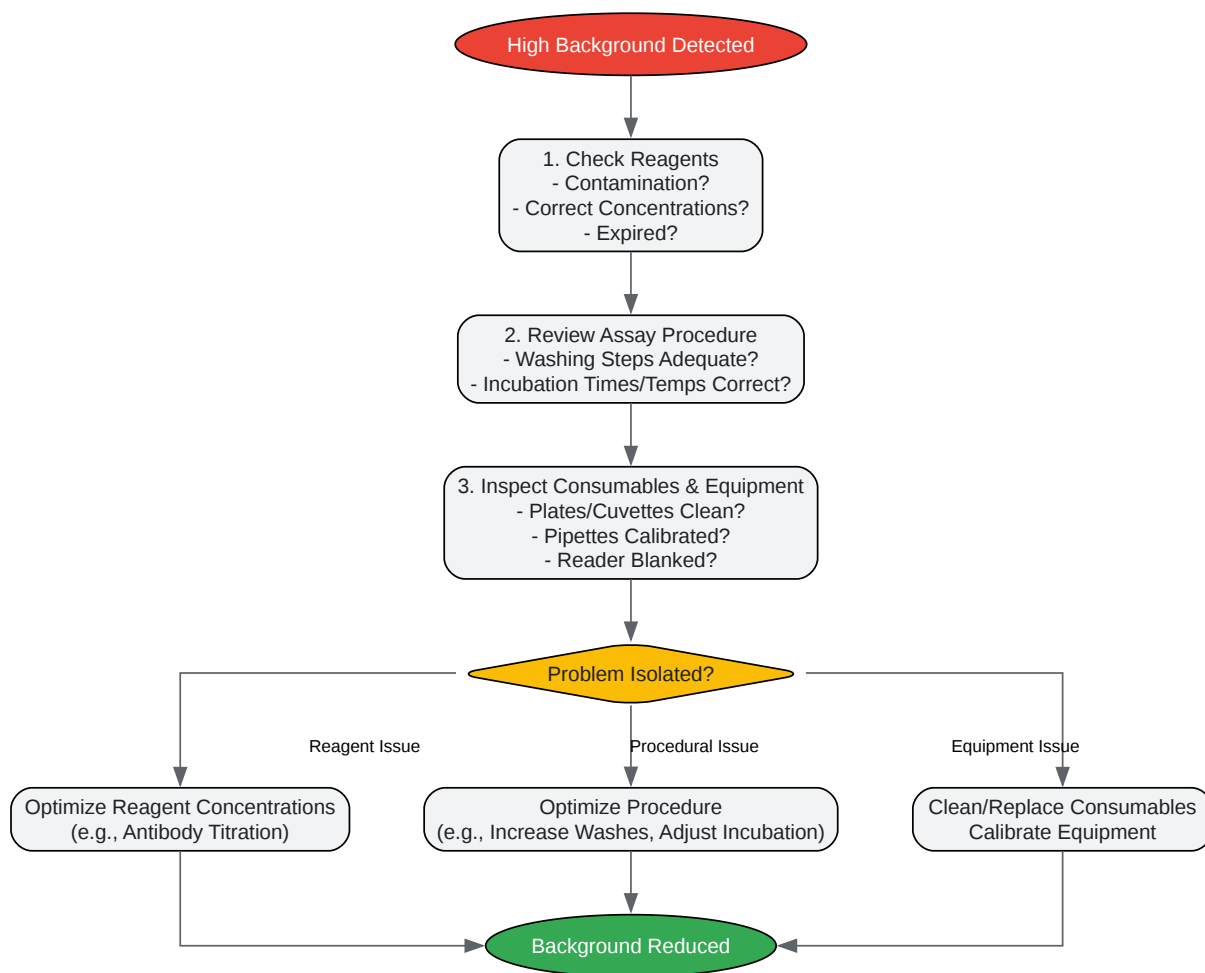 High Background Detected
1. Check Reagents
- Contamination?
- Correct Concentrations?
- Expired?
2. Review Assay Procedure
- Washing Steps Adequate?
- Incubation Times/Temps Correct?
3. Inspect Consumables & Equipment
- Plates/Cuvettes Clean?
- Pipettes Calibrated?
- Reader Blanked?
Problem Isolated?
Reagent Issue
Procedural Issue
Equipment Issue
Optimize Reagent Concentrations
(e.g., Antibody Titration)
Optimize Procedure
(e.g., Increase Washes, Adjust Incubation)
Clean/Replace Consumables
Calibrate Equipment
Background Reduced